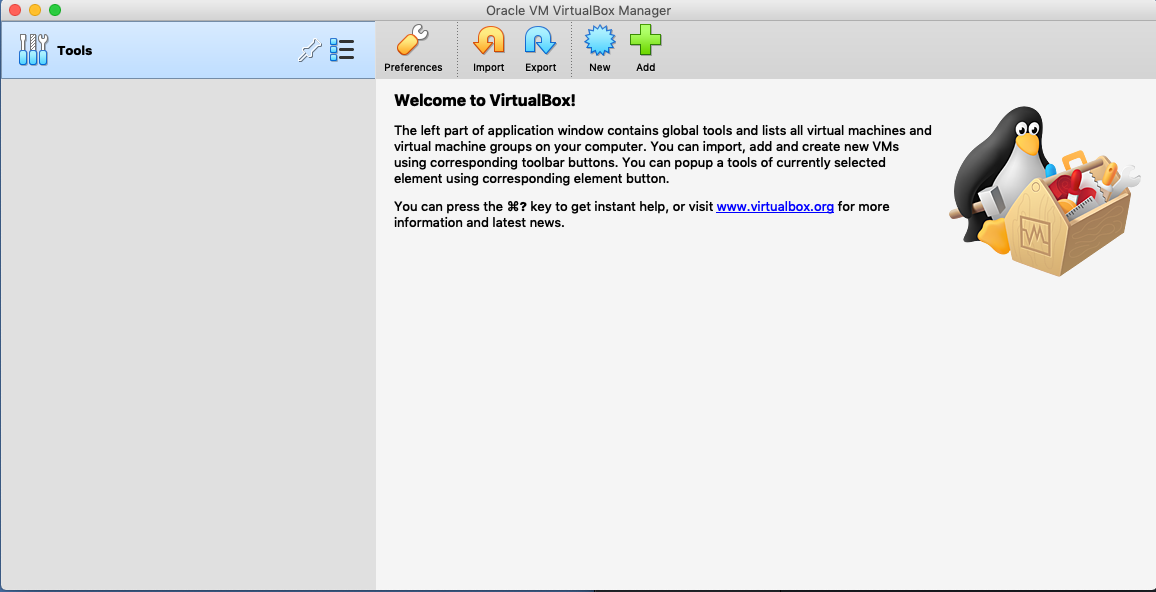 Oracle VM VirtualBox Manager
Tools
Preferences
Import
Export
New
Add
Welcome to VirtualBox!
The left part of application window contains global tools and lists all virtual machines and
virtual machine groups on your computer. You can import, add and create new VMs
using corresponding toolbar buttons. You can popup a tools of currently selected
element using corresponding element button.
You can press the ⌘? key to get instant help, or visit www.virtualbox.org for more
information and latest news.